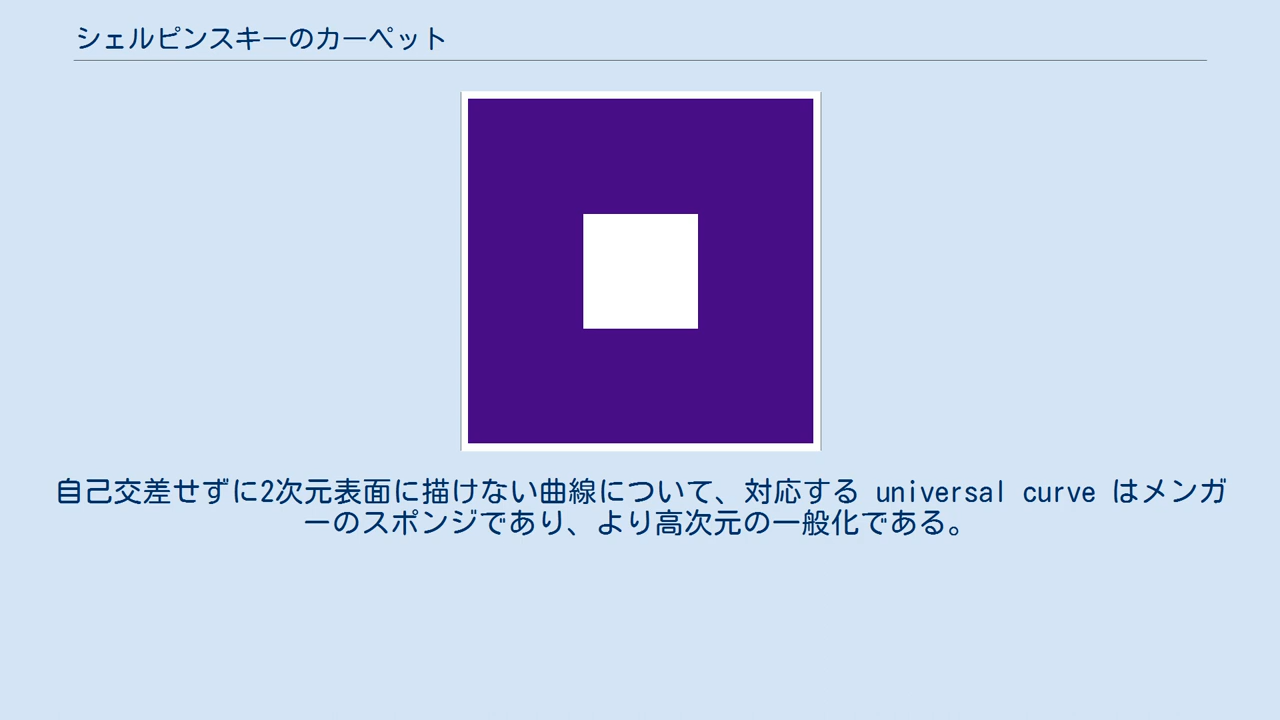 シェルピンスキーのカーペット
自己交差せずに2次元表面に描けない曲線について、対応する universal curve はメンガ
ーのスポンジであり、より高次元の一般化である。